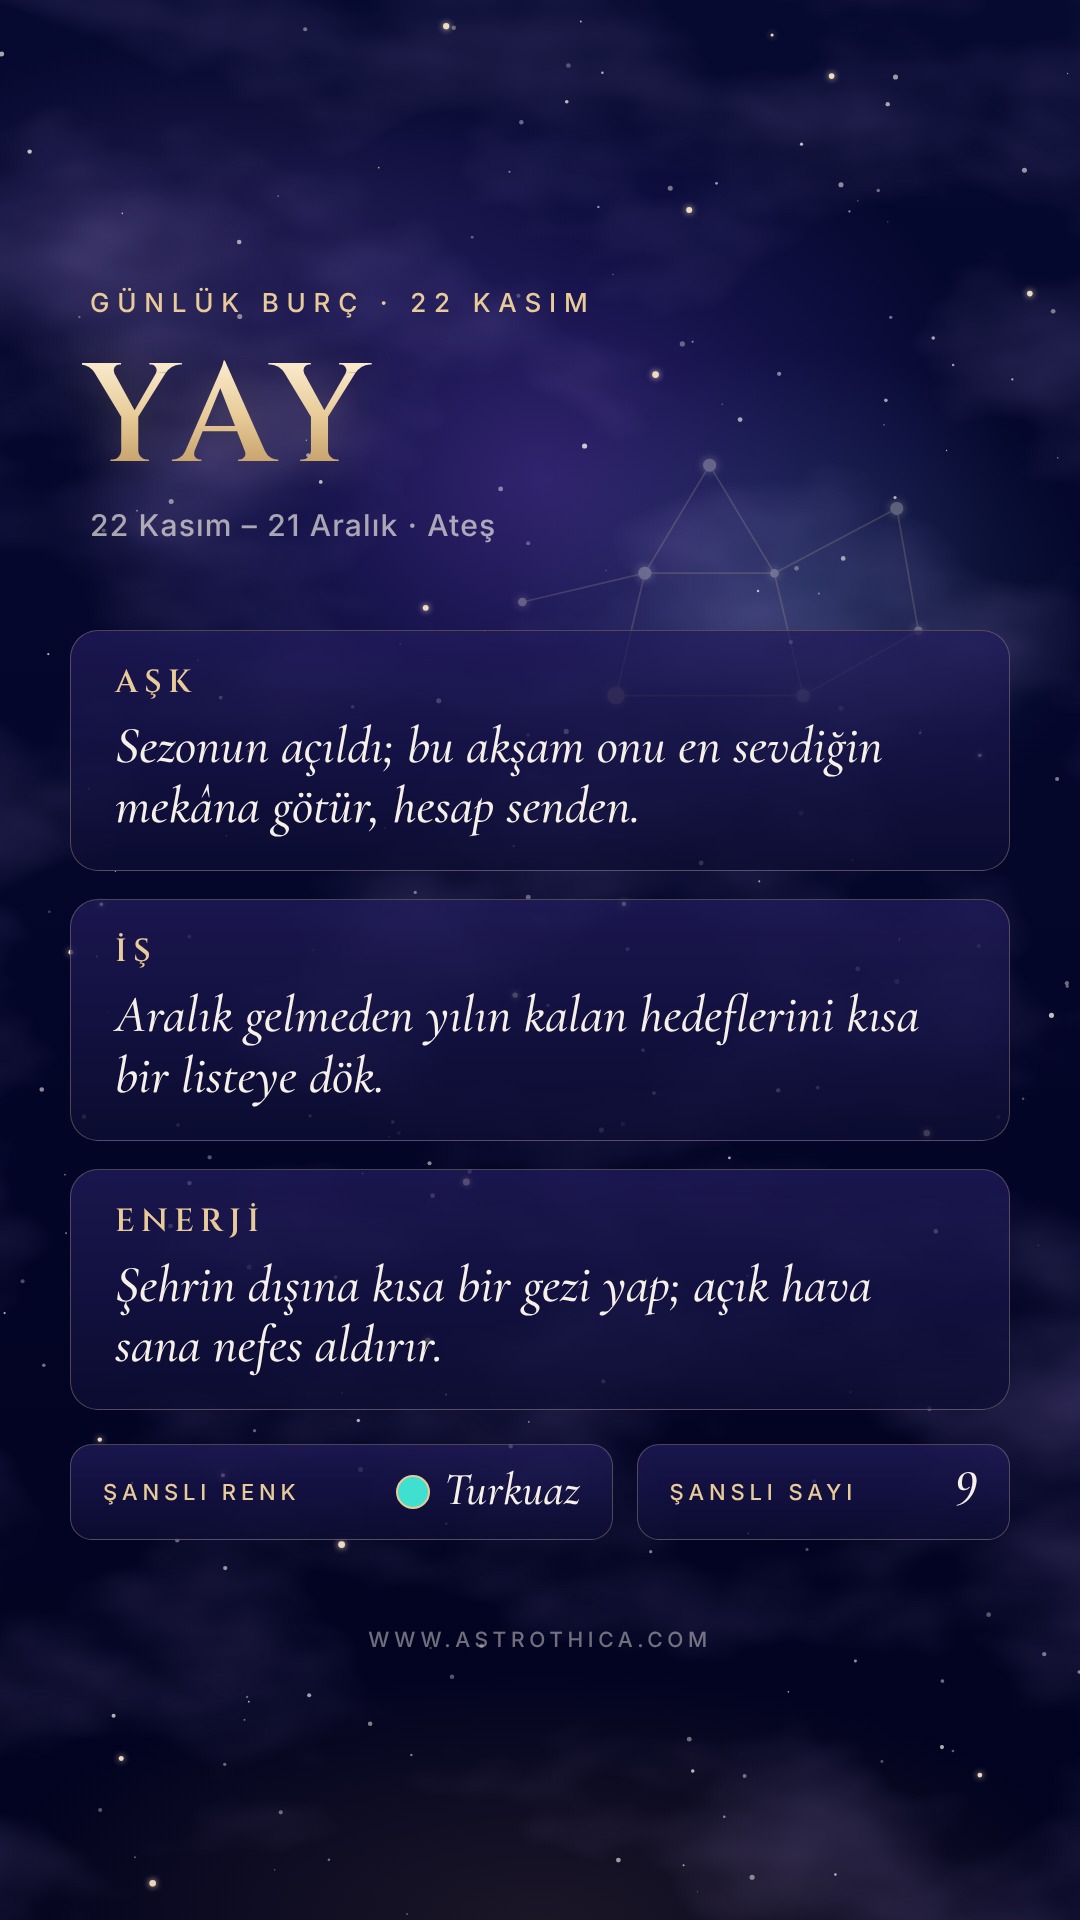 GÜNLÜK BURÇ · 22 KASIM
YAY
22 Kasım – 21 Aralık · Ateş
AŞK
Sezonun açıldı; bu akşam onu en sevdiğin
mekâna götür, hesap senden.
İŞ
Aralık gelmeden yılın kalan hedeflerini kısa
bir listeye dök.
ENERJİ
Şehrin dışına kısa bir gezi yap; açık hava
sana nefes aldırır.
ŞANSLI RENK Turkuaz
ŞANSLI SAYI 9
WWW.ASTROTHICA.COM